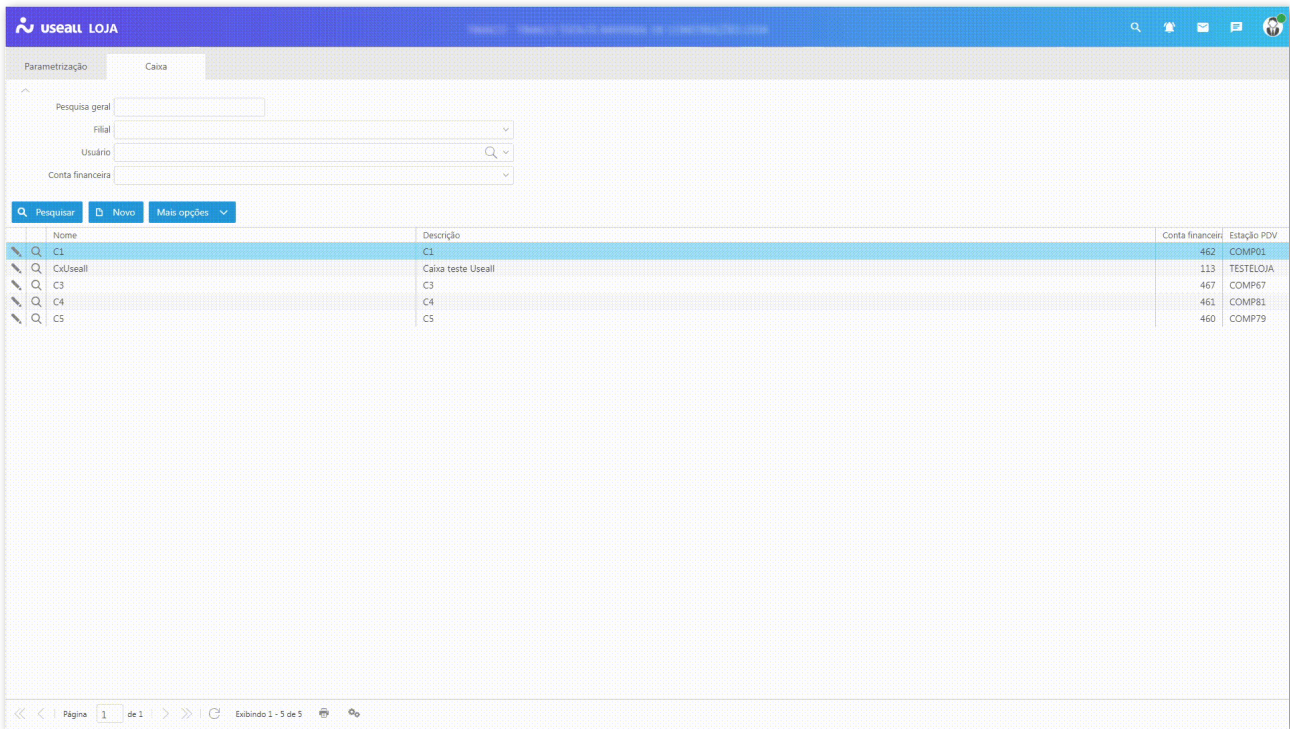 useall LOJA
Parametrização Caixa
Pesquisa geral
Filial
Usuário
Conta financeira
Pesquisar Novo Mais opções
Nome Descrição Conta financeira Estação PDV
C1 C1 462 COMP01
CxUseall Caixa teste Useall 113 TESTELOJA
C3 C3 467 COMP67
C4 C4 461 COMP81
C5 C5 460 COMP79
Página 1 de 1 Exibindo 1 - 5 de 5